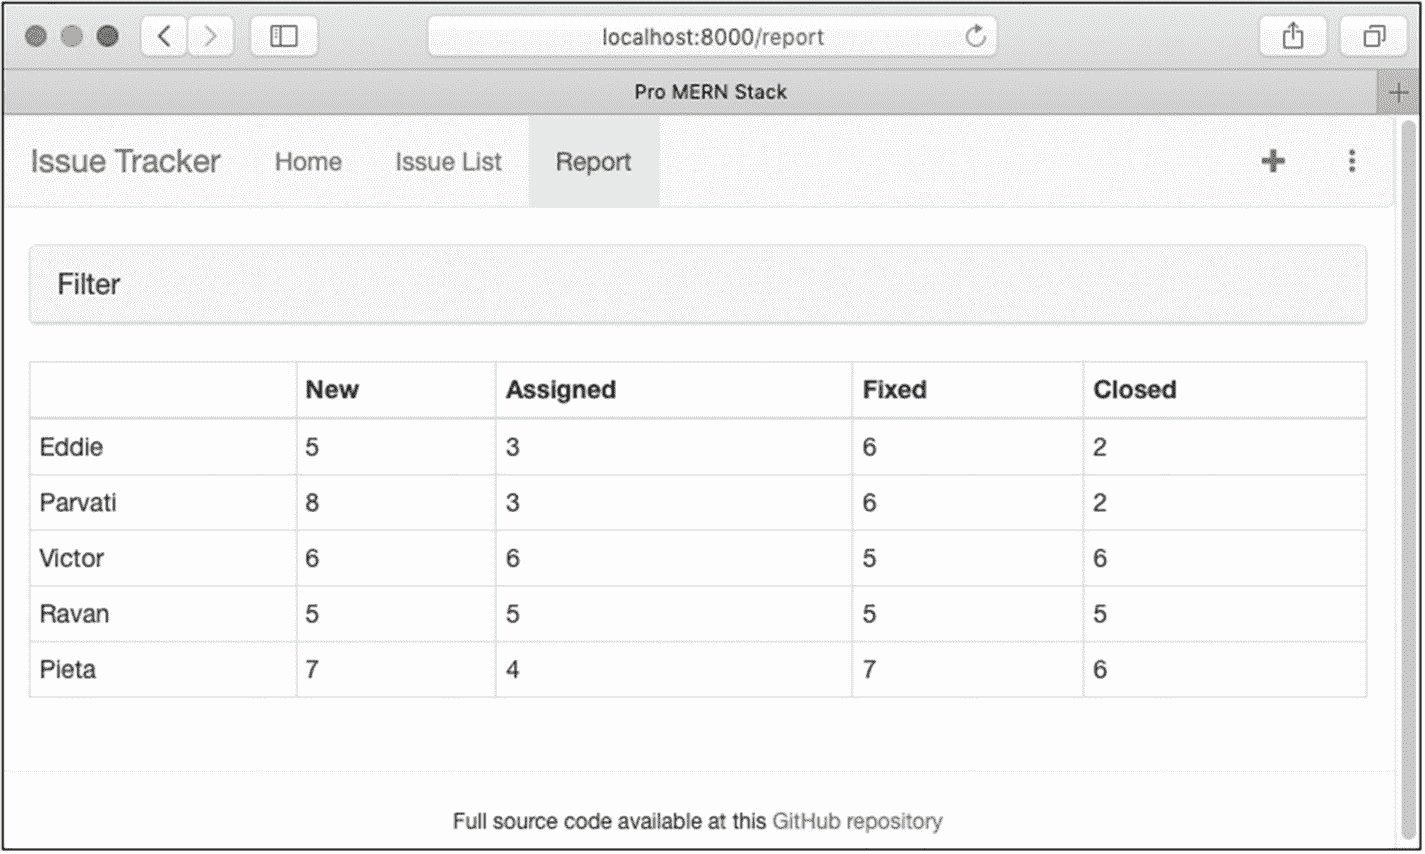 localhost:8000/report
Pro MERN Stack
Issue Tracker Home Issue List Report
Filter
New Assigned Fixed Closed
Eddie 5 3 6 2
Parvati 8 3 6 2
Victor 6 6 5 6
Ravan 5 5 5 5
Pieta 7 4 7 6
Full source code available at this GitHub repository